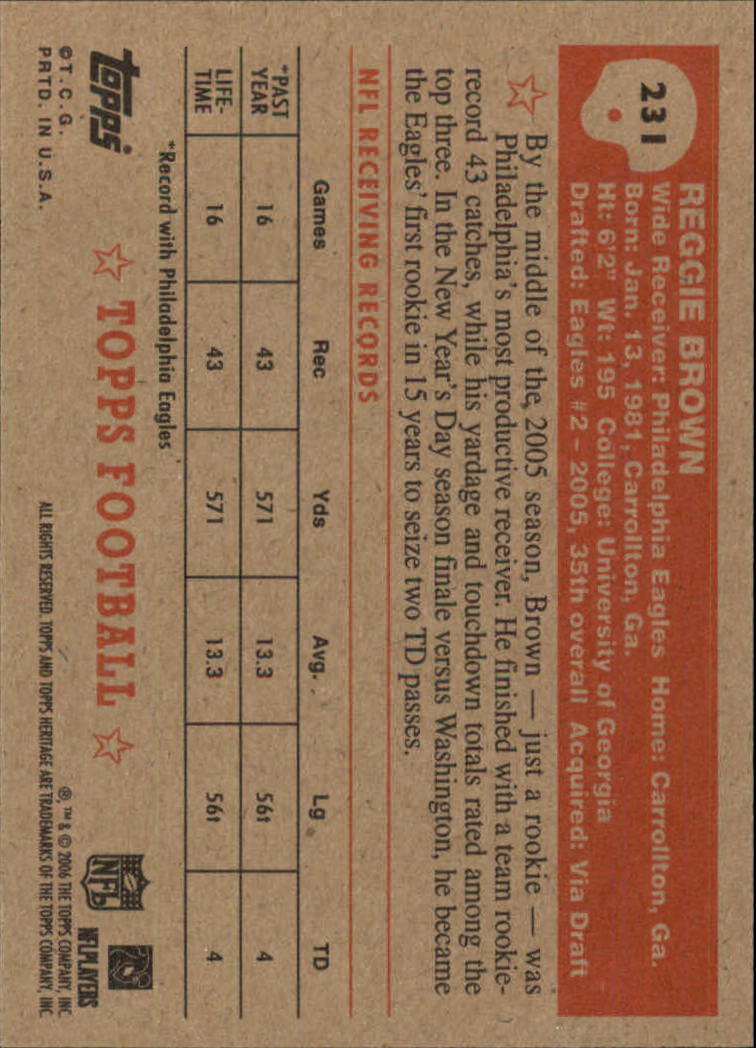 231
REGGIE BROWN
Wide Receiver: Philadelphia Eagles Home: Carrollton, Ga.
Born: Jan. 13, 1981, Carrollton, Ga.
Ht: 6'2" Wt: 195 College: University of Georgia
Drafted: Eagles #2 - 2005, 35th overall Acquired: Via Draft
By the middle of the, 2005 season, Brown — just a rookie — was
Philadelphia's most productive receiver. He finished with a team rookie-
record 43 catches, while his yardage and touchdown totals rated among the
top three. In the New Year's Day season finale versus Washington, he became
the Eagles' first rookie in 15 years to seize two TD passes.
NFL RECEIVING RECORDS
Games Rec Yds Avg. Lg TD
*PAST
YEAR 16 43 571 13.3 56t 4
LIFE-
TIME 16 43 571 13.3 56t 4
*Record with Philadelphia Eagles
topps
©T.C.G.
PRTD. IN U.S.A.
TOPPS FOOTBALL
NFL
NFLPLAYERS
®, ™ & © 2006 THE TOPPS COMPANY, INC.
ALL RIGHTS RESERVED. TOPPS AND TOPPS HERITAGE ARE TRADEMARKS OF THE TOPPS COMPANY, INC.